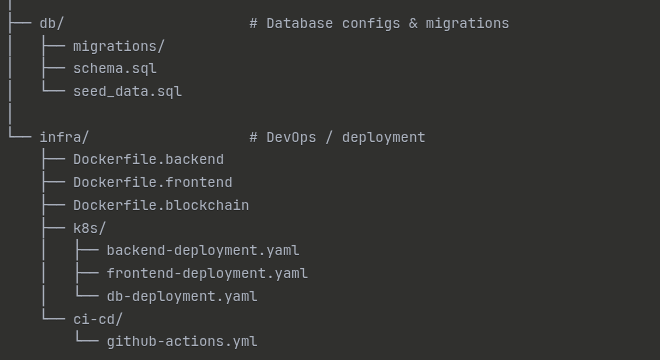 │
├── db/                      # Database configs & migrations
│   ├── migrations/
│   ├── schema.sql
│   └── seed_data.sql
│
└── infra/                   # DevOps / deployment
    ├── Dockerfile.backend
    ├── Dockerfile.frontend
    ├── Dockerfile.blockchain
    ├── k8s/
    │   ├── backend-deployment.yaml
    │   ├── frontend-deployment.yaml
    │   └── db-deployment.yaml
    └── ci-cd/
        └── github-actions.yml